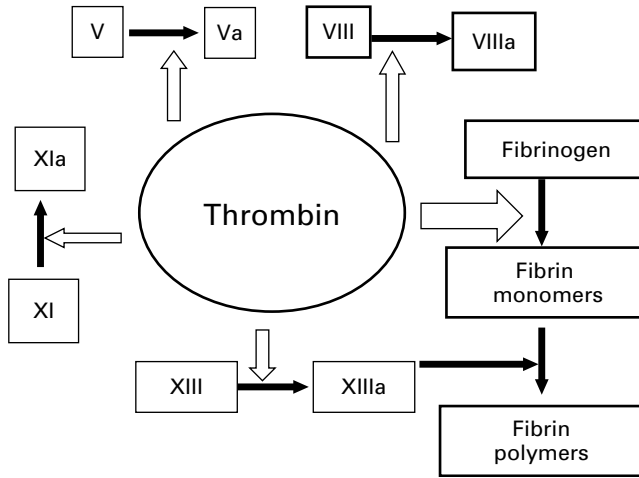 V
Va
VIII
VIIIa
XIa
Fibrinogen
Thrombin
XI
Fibrin
monomers
XIII
XIIIa
Fibrin
polymers